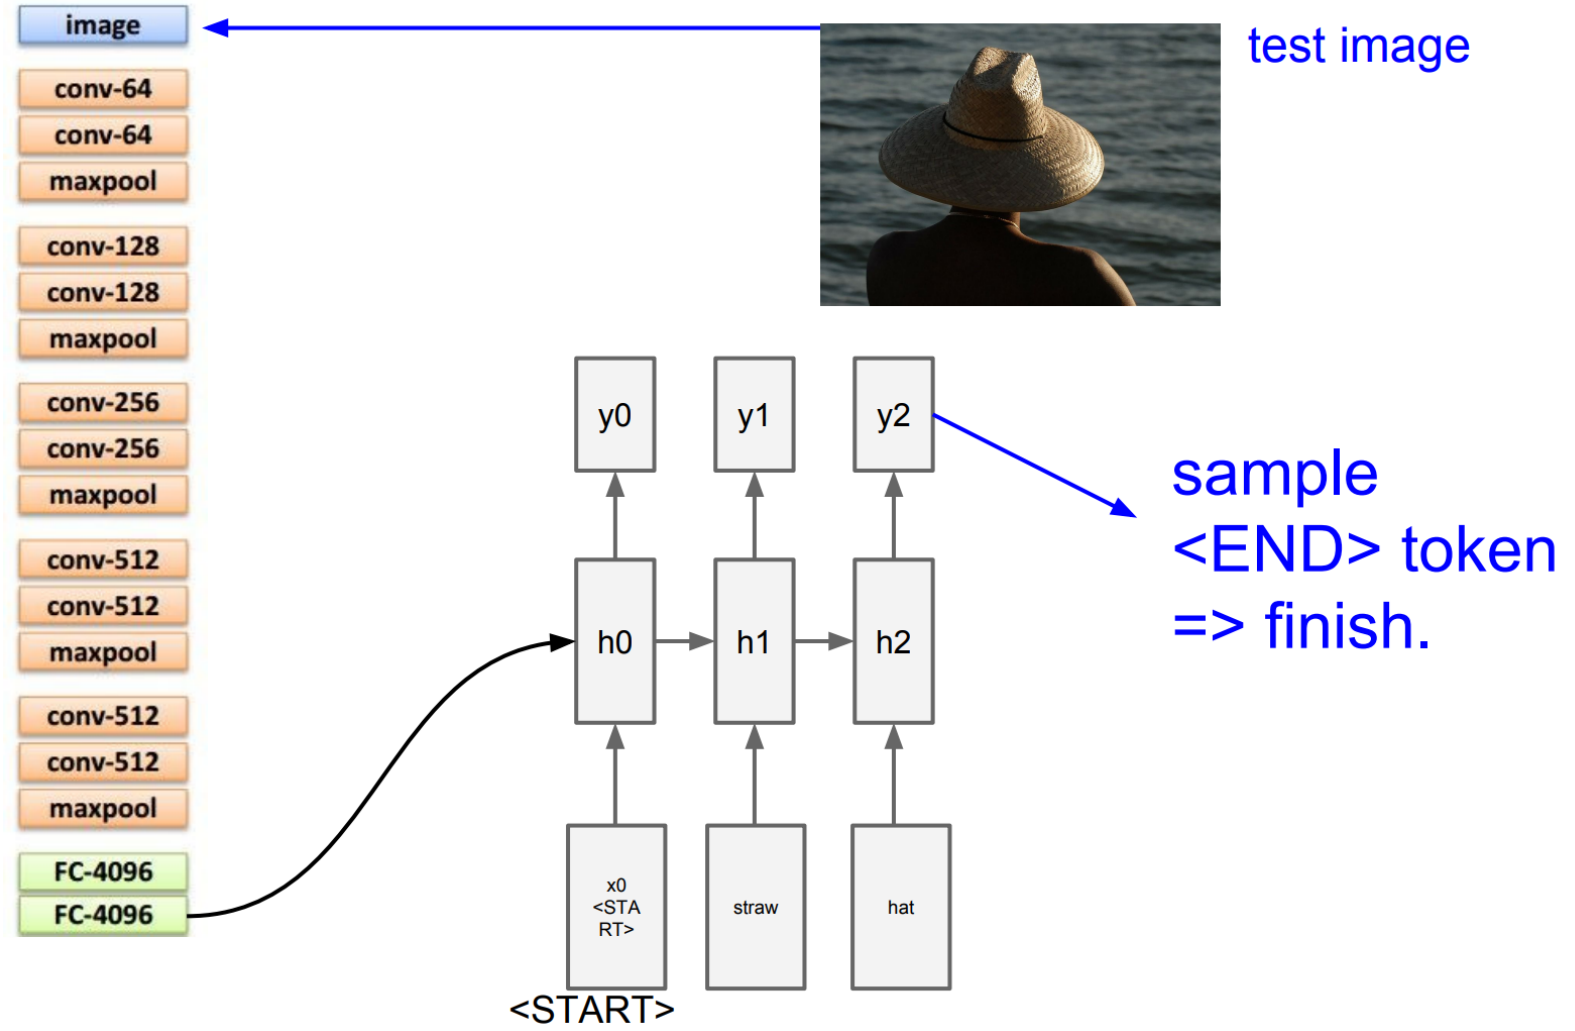 image
conv-64
conv-64
maxpool
conv-128
conv-128
maxpool
conv-256
conv-256
maxpool
conv-512
conv-512
maxpool
conv-512
conv-512
maxpool
FC-4096
FC-4096
test image
y0
y1
y2
sample
<END> token
=> finish.
h0
h1
h2
x0
<STA
RT>
straw
hat
<START>